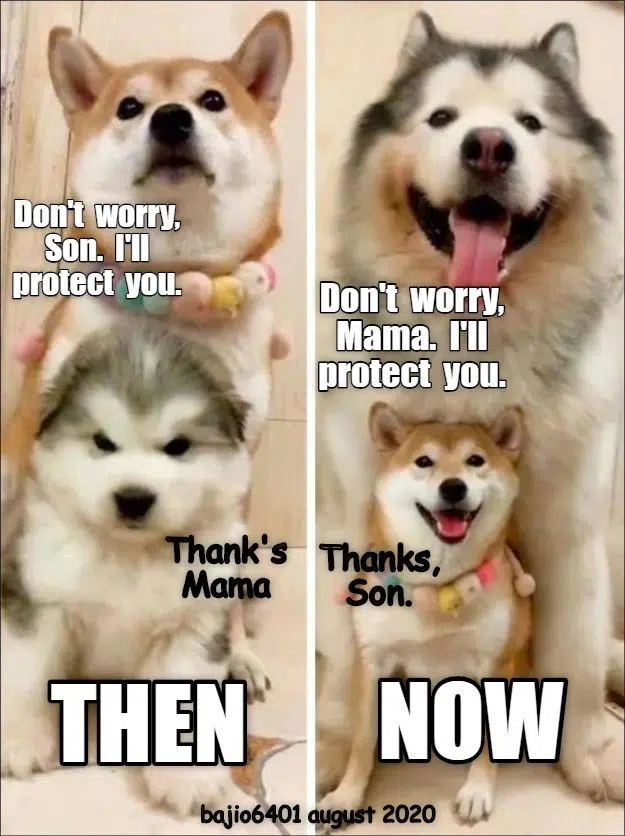 Don't worry,
Son. I'll
protect you.
Thank's
Mama
THEN
Don't worry,
Mama. I'll
protect you.
Thanks,
Son.
NOW
bajio6401 august 2020